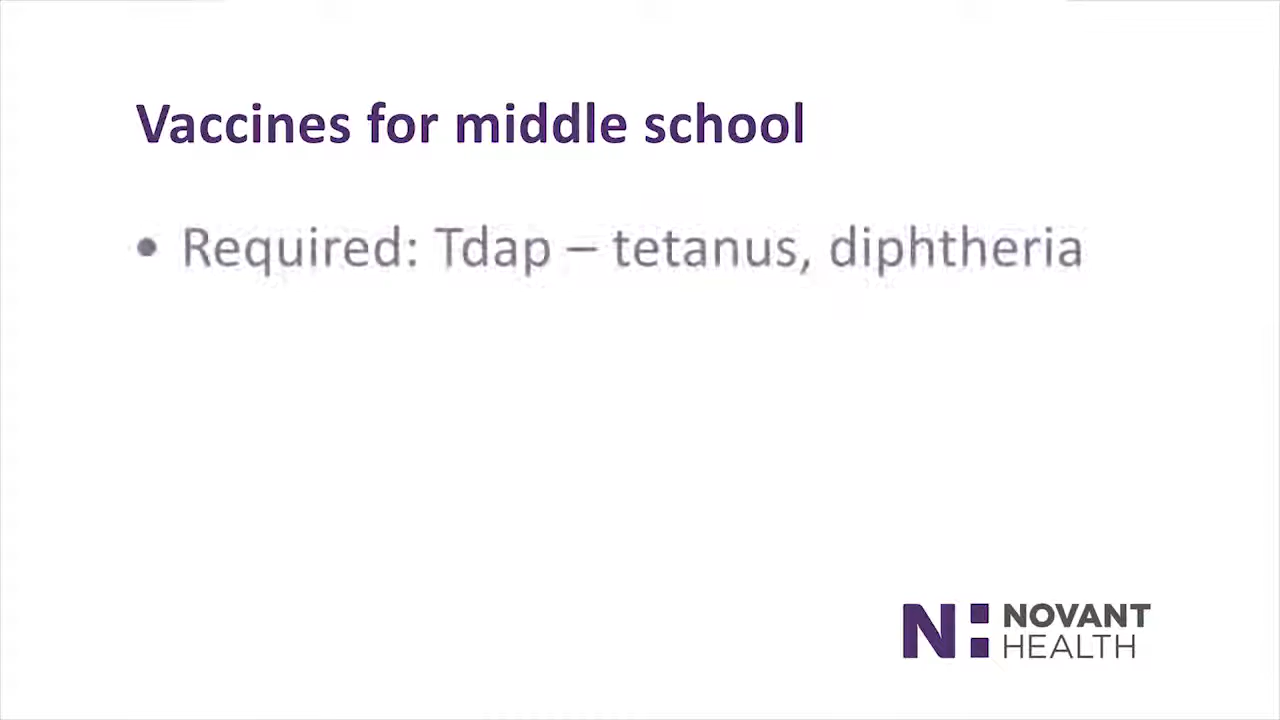 Vaccines for middle school
• Required: Tdap – tetanus, diphtheria
NOVANT
HEALTH